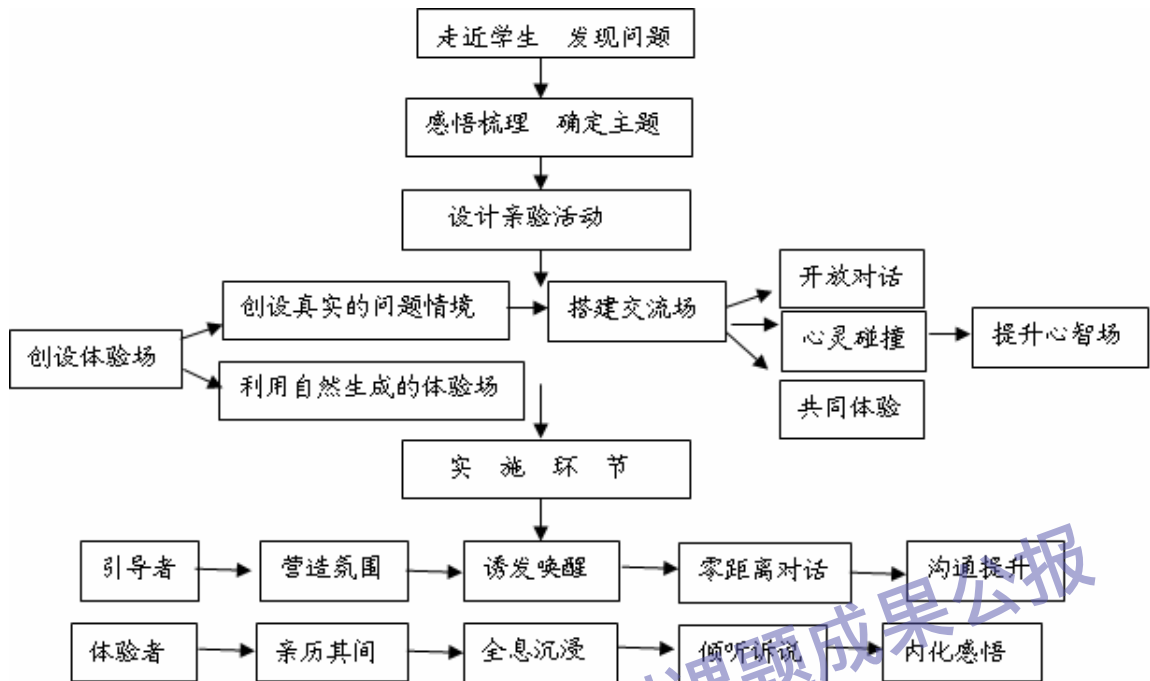 走近学生 发现问题
感悟梳理 确定主题
设计亲验活动
开放对话
创设真实的问题情境
搭建交流场
心灵碰撞
提升心智场
创设体验场
利用自然生成的体验场
共同体验
实 施 环 节
引导者
营造氛围
诱发唤醒
零距离对话
沟通提升
体验者
亲历其间
全息沉浸
倾听诉说
内化感悟
课题成果公报